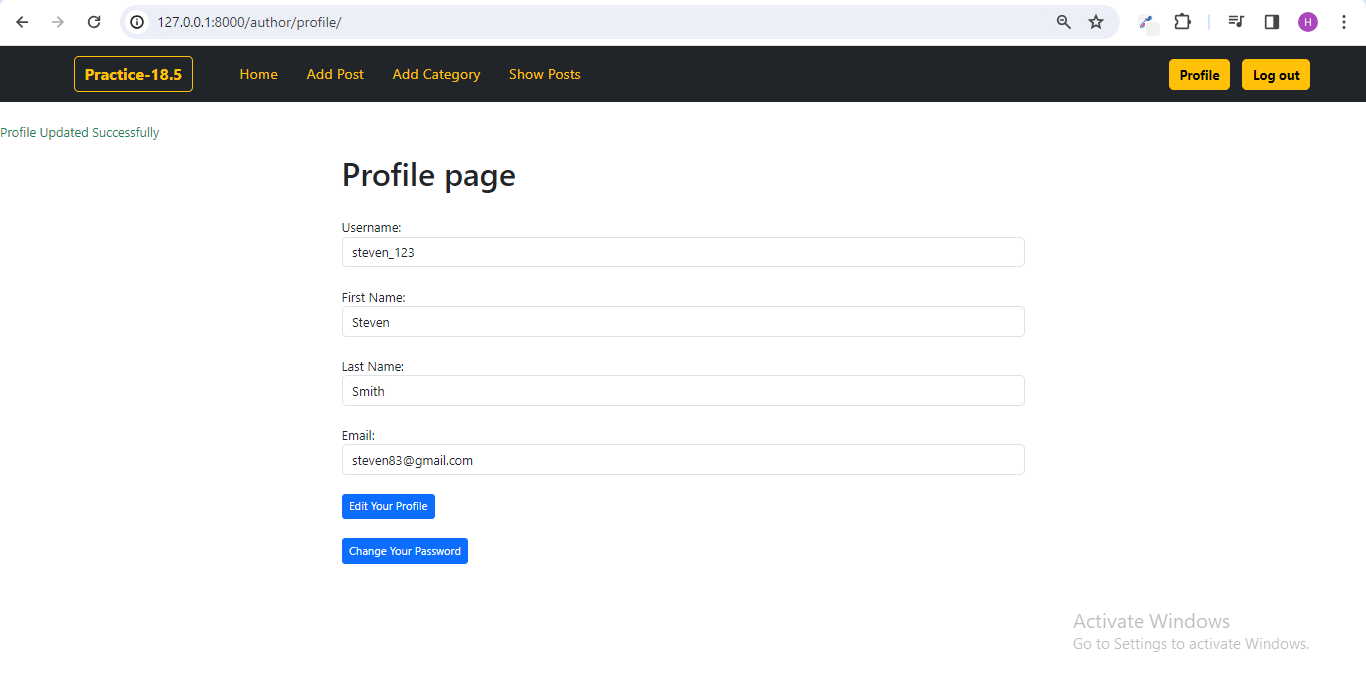 127.0.0.1:8000/author/profile/
H
Practice-18.5 Home Add Post Add Category Show Posts Profile Log out
Profile Updated Successfully
Profile page
Username:
steven_123
First Name:
Steven
Last Name:
Smith
Email:
steven83@gmail.com
Edit Your Profile
Change Your Password
Activate Windows
Go to Settings to activate Windows.